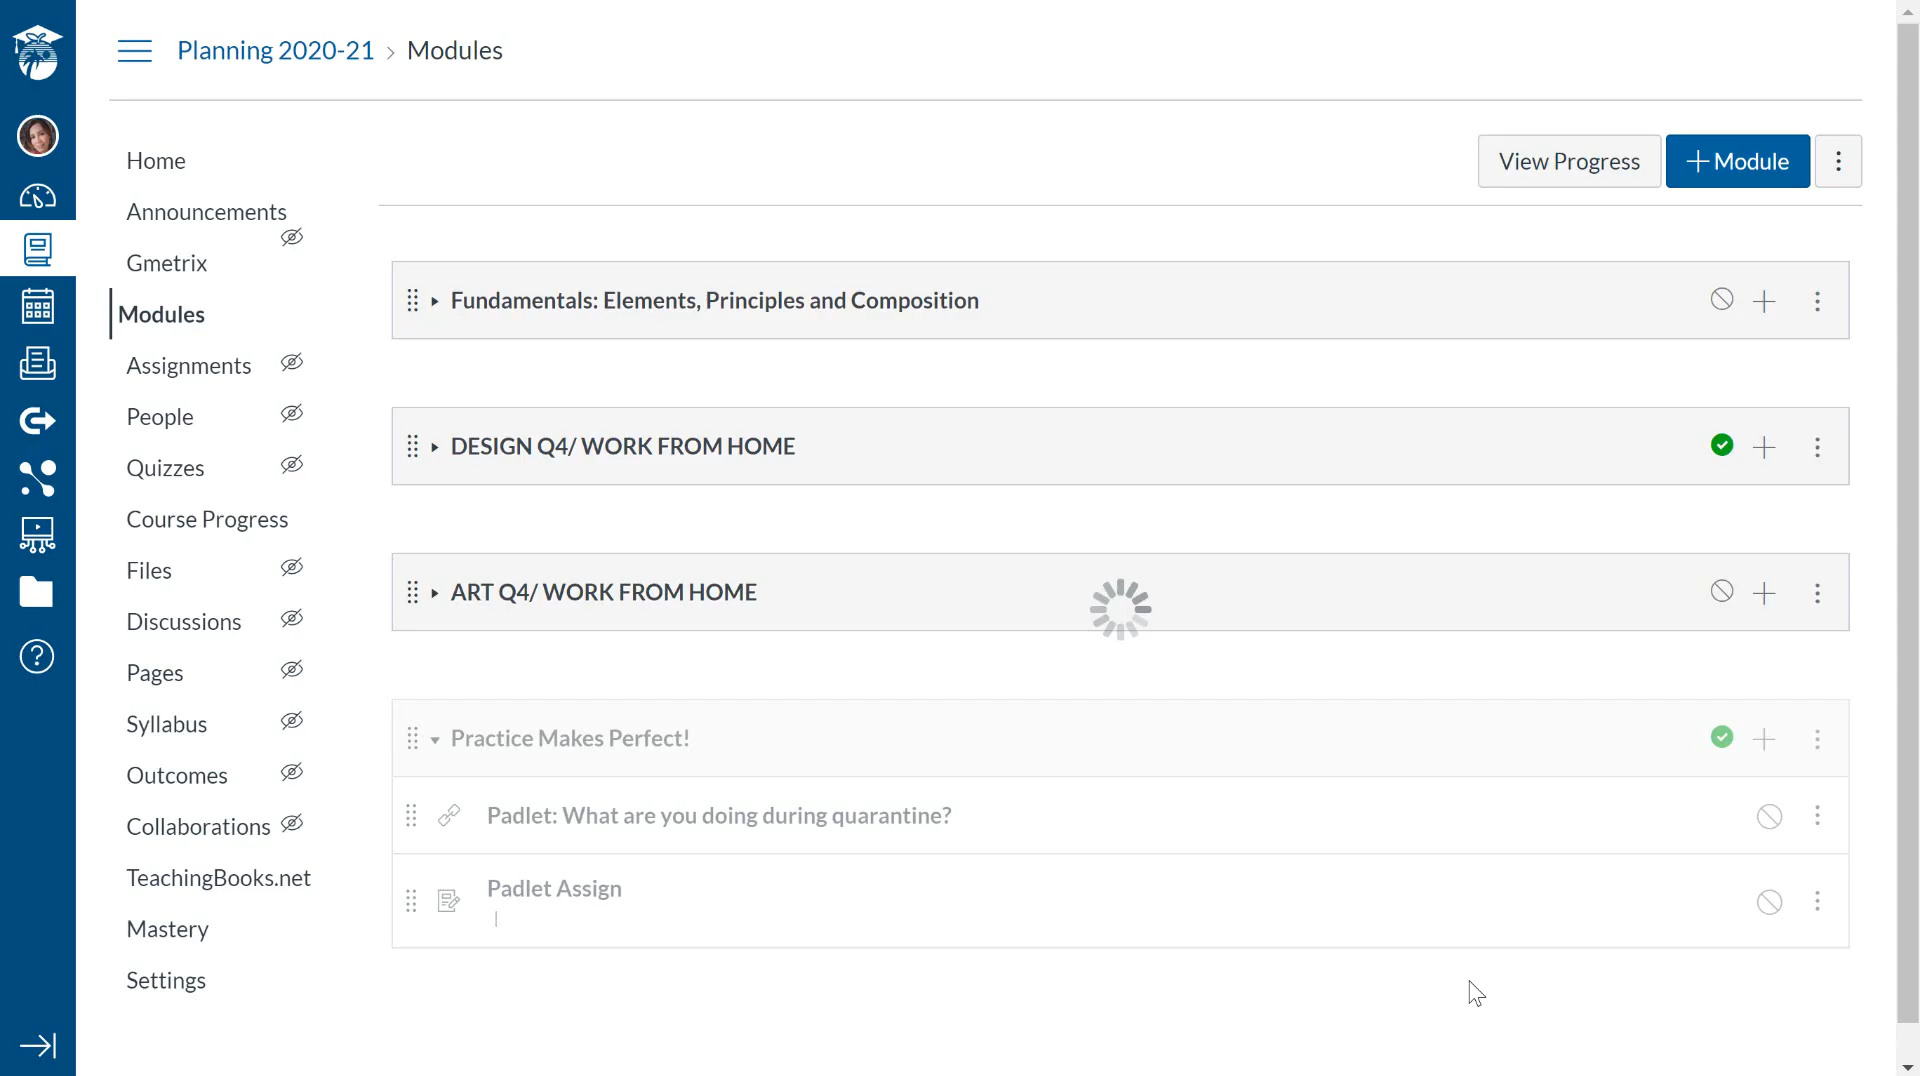 Planning 2020-21 › Modules
View Progress
Module
Home
Announcements
Gmetrix
Modules
Assignments
People
Quizzes
Course Progress
Files
Discussions
Pages
Syllabus
Outcomes
Collaborations
TeachingBooks.net
Mastery
Settings
Fundamentals: Elements, Principles and Composition
DESIGN Q4/ WORK FROM HOME
ART Q4/ WORK FROM HOME
Practice Makes Perfect!
Padlet: What are you doing during quarantine?
Padlet Assign
|